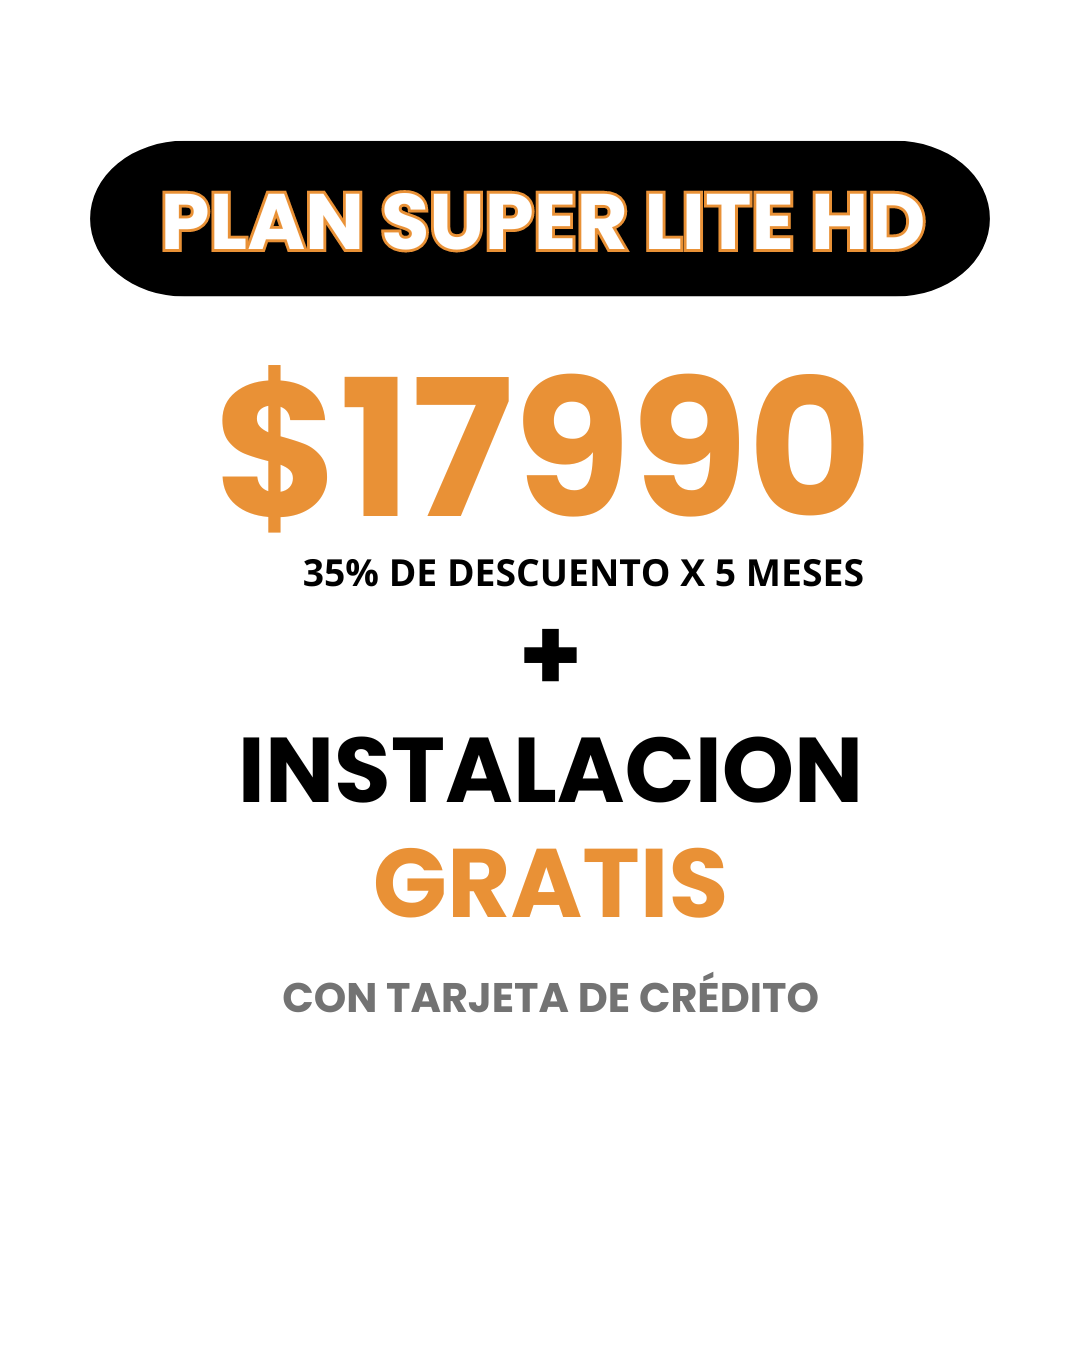 PLAN SUPER LITE HD
$17990
35% DE DESCUENTO X 5 MESES
+
INSTALACION
GRATIS
CON TARJETA DE CRÉDITO